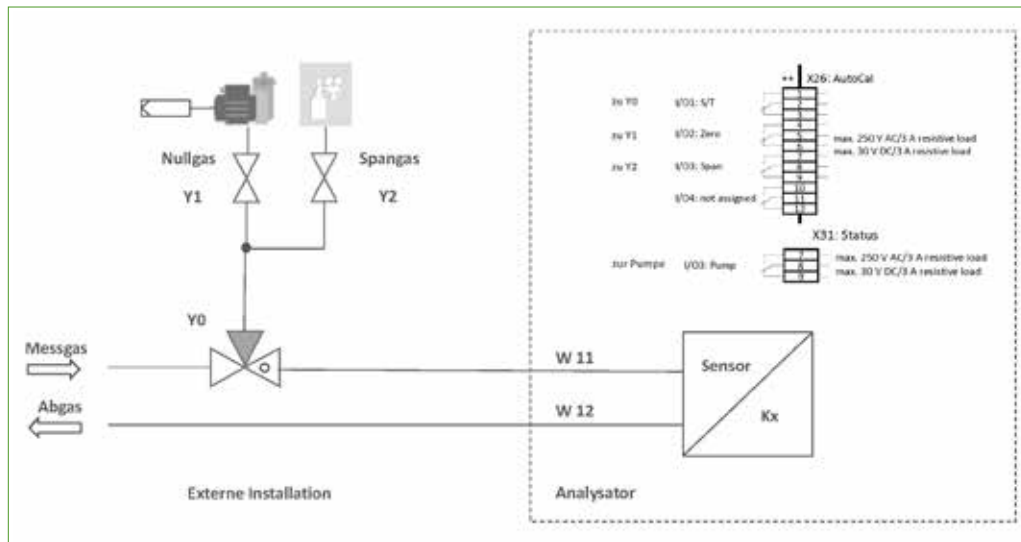 Nullgas
Spangas
Y1
Y2
Y0
Messgas
Abgas
W 11
W 12
Sensor
Kx
Externe Installation
Analysator
++ X26: AutoCal
zu Y0 I/O1: S/T
zu Y1 I/O2: Zero
zu Y2 I/O3: Span
I/O4: not assigned
1
2
3
4
5
6
7
8
9
10
11
12
max. 250 V AC/3 A resistive load
max. 30 V DC/3 A resistive load
X31: Status
zur Pumpe I/O3: Pump
7
8
9
max. 250 V AC/3 A resistive load
max. 30 V DC/3 A resistive load